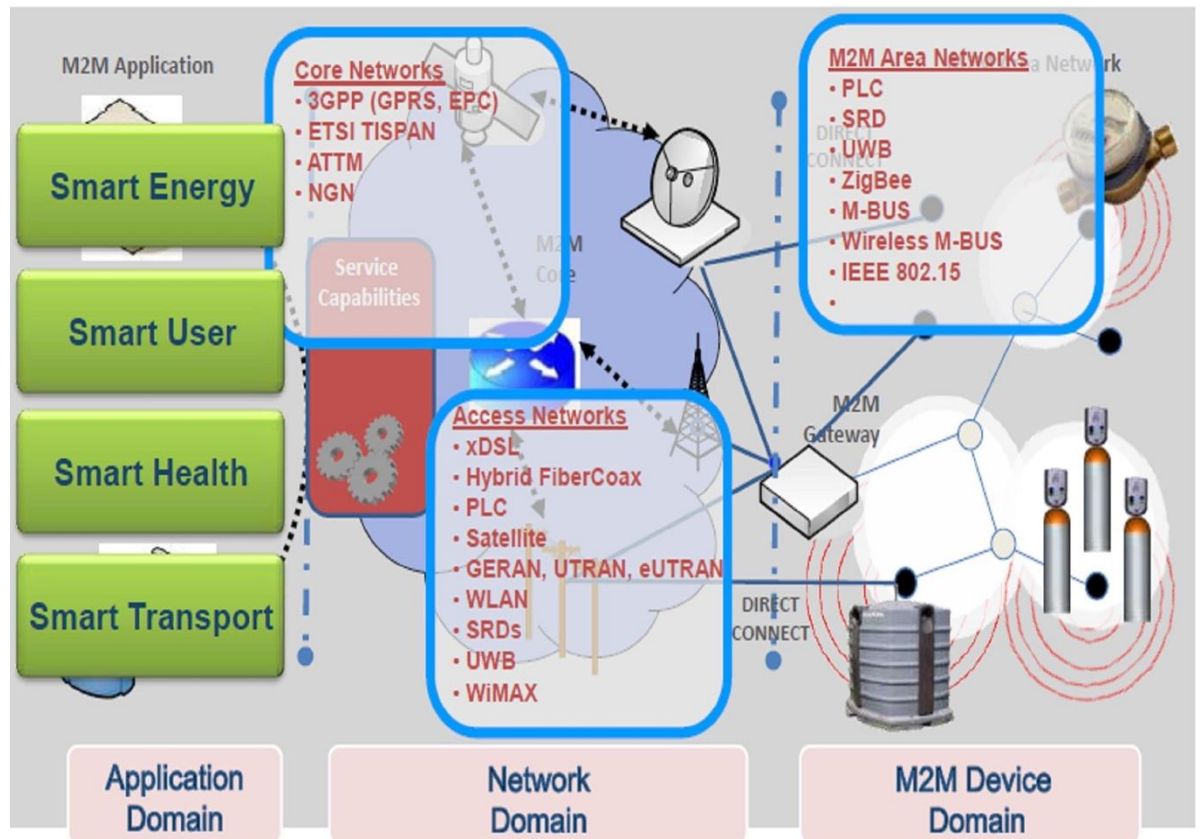 M2M Application
Smart Energy
Smart User
Smart Health
Smart Transport
Core Networks
• 3GPP (GPRS, EPC)
• ETSI TISPAN
• ATTM
• NGN
Service
Capabilities
M2M
Core
Access Networks
• xDSL
• Hybrid FiberCoax
• PLC
• Satellite
• GERAN, UTRAN, eUTRAN
• WLAN
• SRDs
• UWB
• WiMAX
M2M Area Networks
• PLC
• SRD
• UWB
• ZigBee
• M-BUS
• Wireless M-BUS
• IEEE 802.15
•
Network
DIRECT
CONNECT
M2M
Gateway
DIRECT
CONNECT
Application
Domain
Network
Domain
M2M Device
Domain